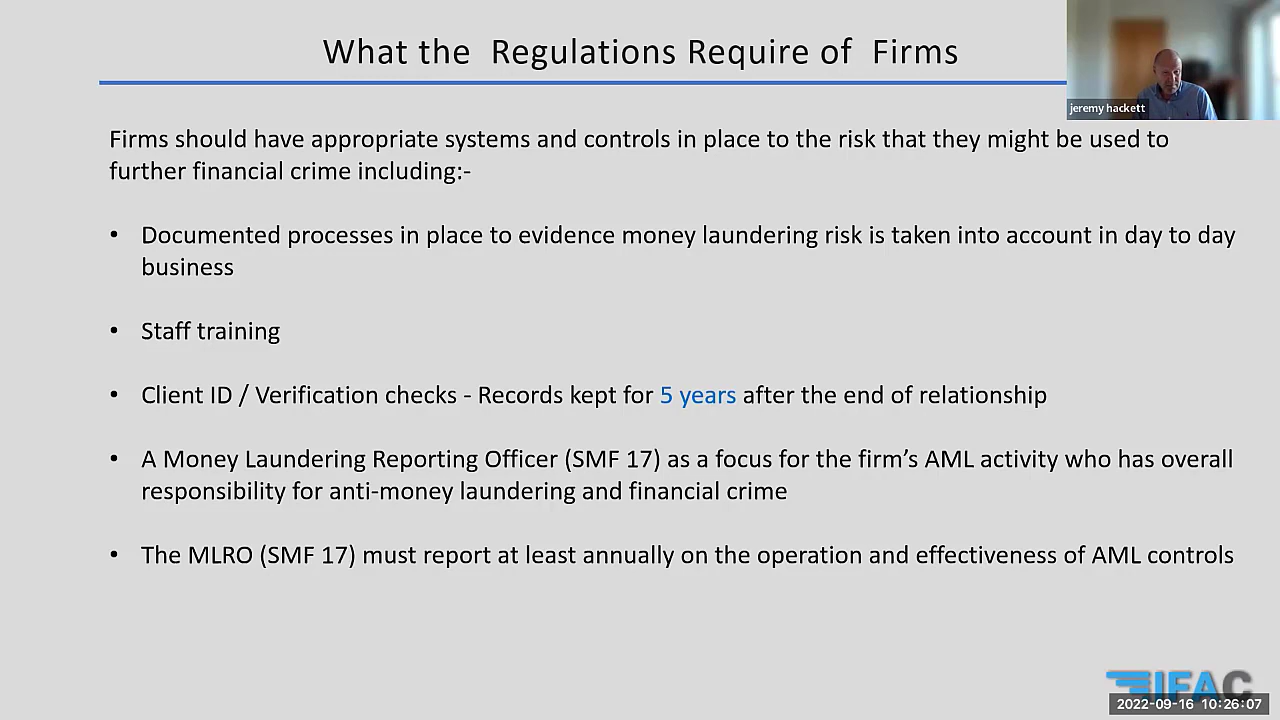 What the Regulations Require of Firms
jeremy hackett
Firms should have appropriate systems and controls in place to the risk that they might be used to
further financial crime including:-
• Documented processes in place to evidence money laundering risk is taken into account in day to day
business
• Staff training
• Client ID / Verification checks - Records kept for 5 years after the end of relationship
• A Money Laundering Reporting Officer (SMF 17) as a focus for the firm’s AML activity who has overall
responsibility for anti-money laundering and financial crime
• The MLRO (SMF 17) must report at least annually on the operation and effectiveness of AML controls
IFAC
2022-09-16 10:26:07